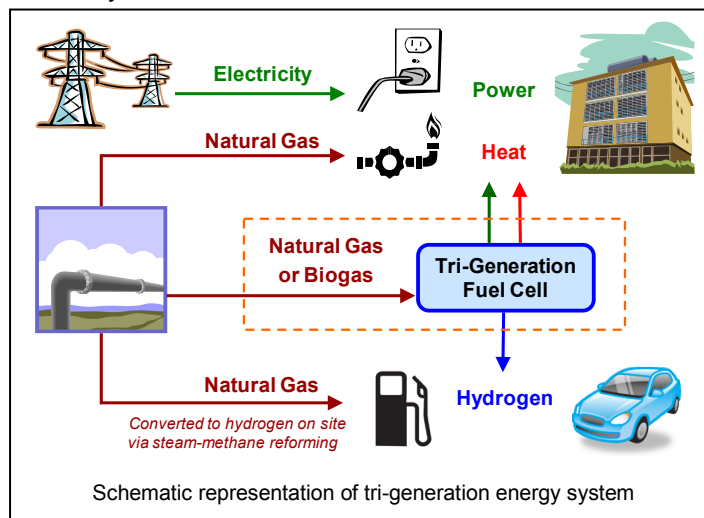 Electricity
Power
Natural Gas
Heat
Natural Gas
or Biogas
Tri-Generation
Fuel Cell
Natural Gas
Hydrogen
Converted to hydrogen on site
via steam-methane reforming
Schematic representation of tri-generation energy system